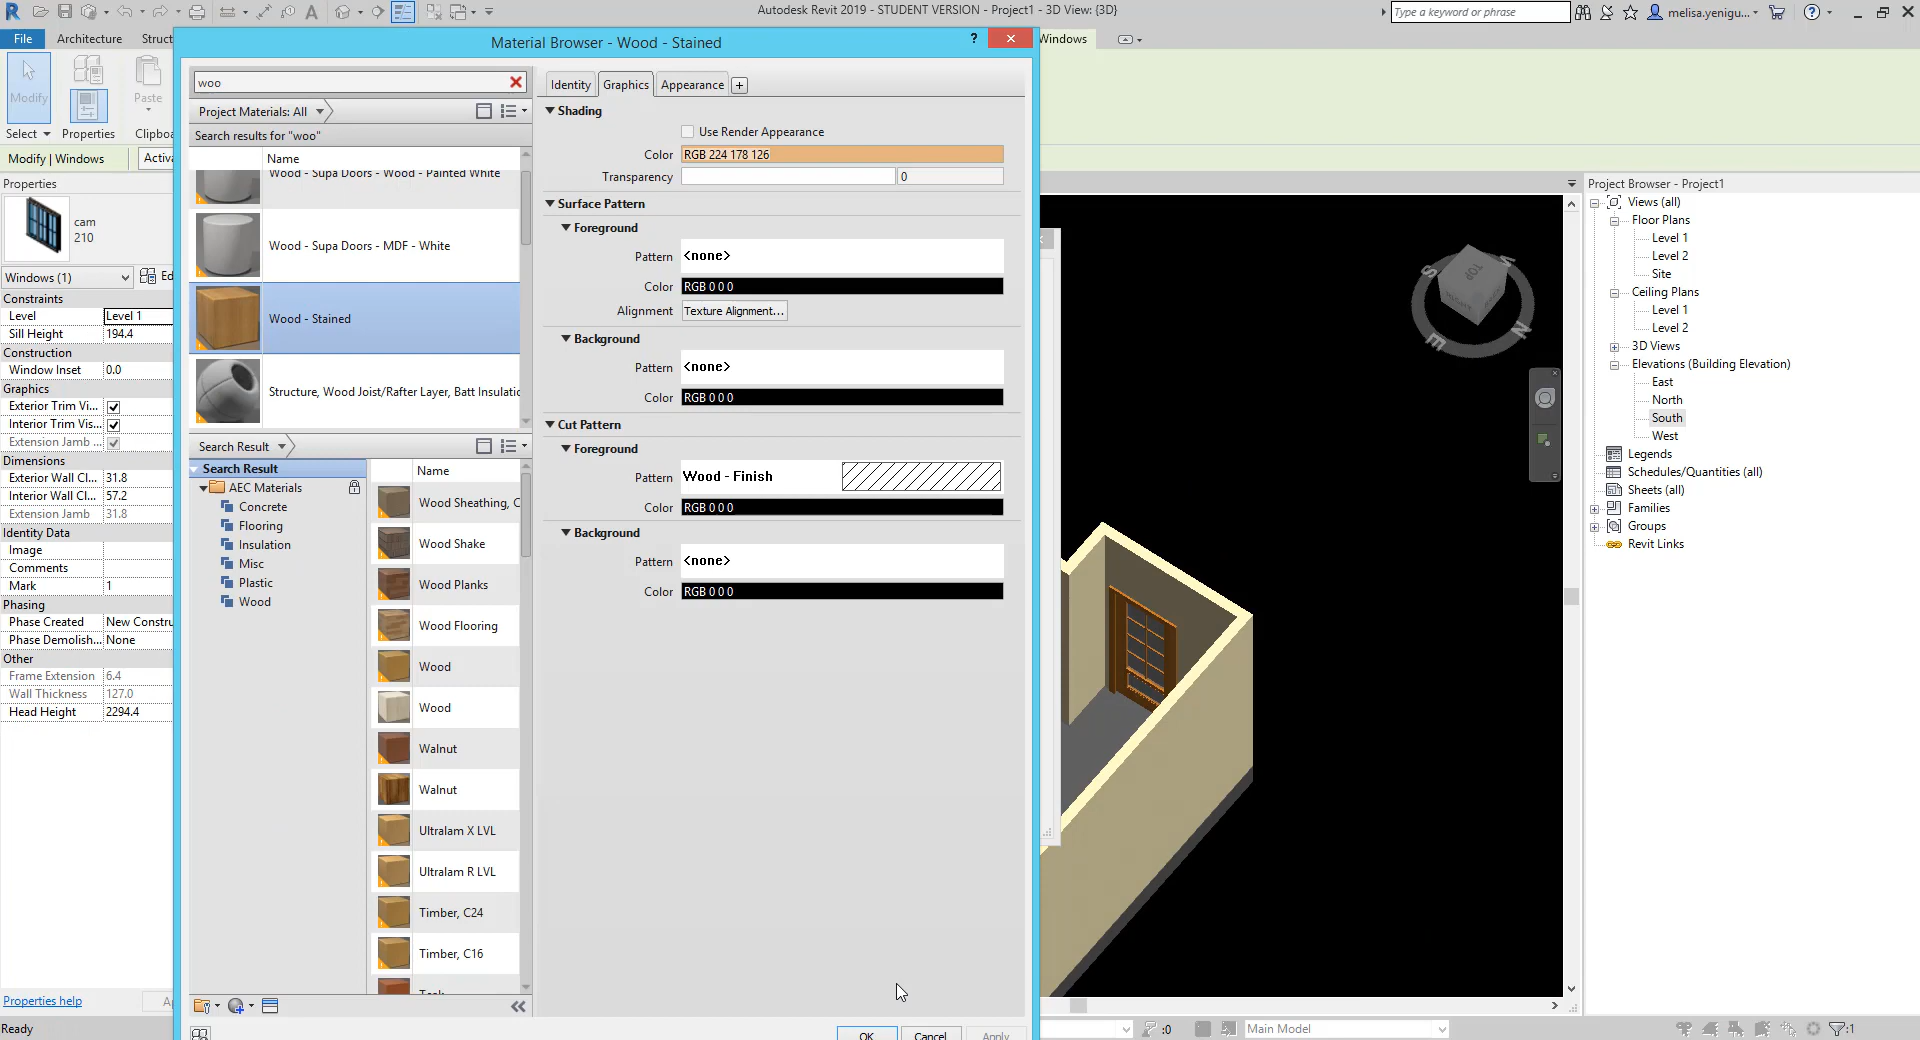 Autodesk Revit 2019 - STUDENT VERSION - Project1 - 3D View: {3D}
Type a keyword or phrase
melisa.yenigu...
File
Architecture
Struct
Windows
Modify
Paste
Select
Properties
Clipboa
Modify | Windows
Activ
Properties
cam
210
Windows (1)
Ed
Constraints
Level
Level 1
Sill Height
194.4
Construction
Window Inset
0.0
Graphics
Exterior Trim Vi...
Interior Trim Vis...
Extension Jamb ...
Dimensions
Exterior Wall Cl...
31.8
Interior Wall Cl...
57.2
Extension Jamb
31.8
Identity Data
Image
Comments
Mark
1
Phasing
Phase Created
New Constru
Phase Demolish...
None
Other
Frame Extension
6.4
Wall Thickness
127.0
Head Height
2294.4
Properties help
Ap
Ready
Material Browser - Wood - Stained
?
woo
Project Materials: All
Search results for "woo"
Name
Wood - Supa Doors - Wood - Painted White
Wood - Supa Doors - MDF - White
Wood - Stained
Structure, Wood Joist/Rafter Layer, Batt Insulatic
Search Result
Search Result
AEC Materials
Concrete
Flooring
Insulation
Misc
Plastic
Wood
Name
Wood Sheathing, C
Wood Shake
Wood Planks
Wood Flooring
Wood
Wood
Walnut
Walnut
Ultralam X LVL
Ultralam R LVL
Timber, C24
Timber, C16
Teak
Identity
Graphics
Appearance
Shading
Use Render Appearance
Color
RGB 224 178 126
Transparency
0
Surface Pattern
Foreground
Pattern
<none>
Color
RGB 0 0 0
Alignment
Texture Alignment...
Background
Pattern
<none>
Color
RGB 0 0 0
Cut Pattern
Foreground
Pattern
Wood - Finish
Color
RGB 0 0 0
Background
Pattern
<none>
Color
RGB 0 0 0
OK
Cancel
Apply
TOP
S
E
N
Project Browser - Project1
Views (all)
Floor Plans
Level 1
Level 2
Site
Ceiling Plans
Level 1
Level 2
3D Views
Elevations (Building Elevation)
East
North
South
West
Legends
Schedules/Quantities (all)
Sheets (all)
Families
Groups
Revit Links
:0
Main Model
:1